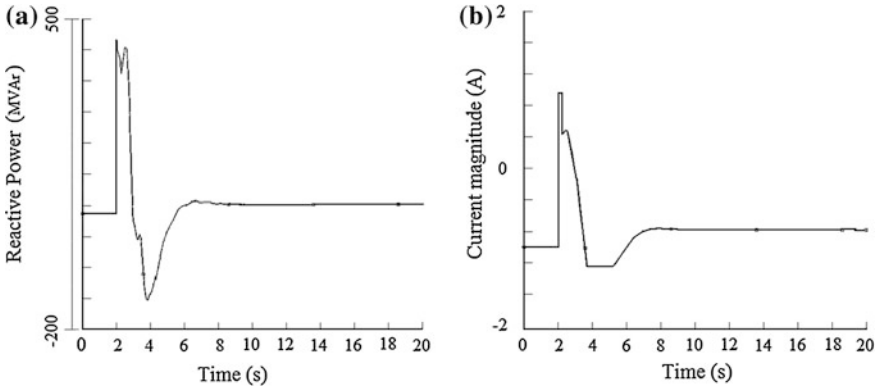 (a)
500
Reactive Power (MVAr)
-200
0 2 4 6 8 10 12 14 16 18 20
Time (s)
(b)
2
Current magnitude (A)
0
-2
0 2 4 6 8 10 12 14 16 18 20
Time (s)